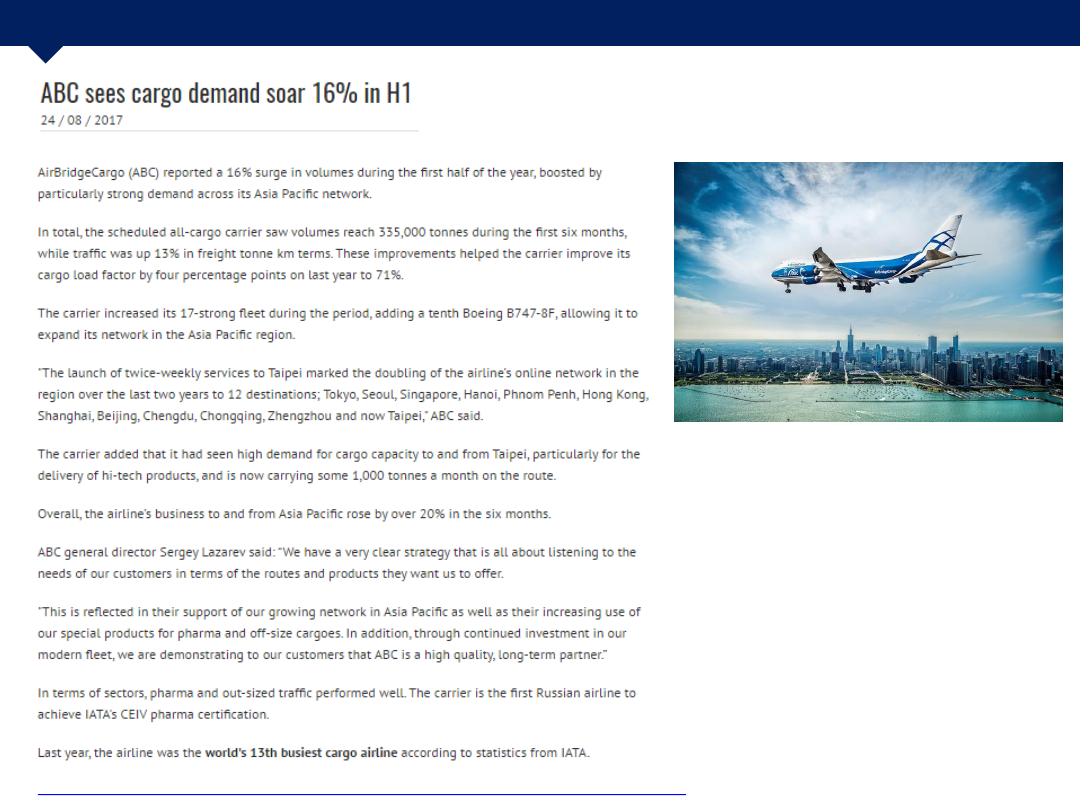 ABC sees cargo demand soar 16% in H1
24 / 08 / 2017
AirBridgeCargo (ABC) reported a 16% surge in volumes during the first half of the year, boosted by
particularly strong demand across its Asia Pacific network.
In total, the scheduled all-cargo carrier saw volumes reach 335,000 tonnes during the first six months,
while traffic was up 13% in freight tonne km terms. These improvements helped the carrier improve its
cargo load factor by four percentage points on last year to 71%.
The carrier increased its 17-strong fleet during the period, adding a tenth Boeing B747-8F, allowing it to
expand its network in the Asia Pacific region.
"The launch of twice-weekly services to Taipei marked the doubling of the airline's online network in the
region over the last two years to 12 destinations; Tokyo, Seoul, Singapore, Hanoi, Phnom Penh, Hong Kong,
Shanghai, Beijing, Chengdu, Chongqing, Zhengzhou and now Taipei," ABC said.
The carrier added that it had seen high demand for cargo capacity to and from Taipei, particularly for the
delivery of hi-tech products, and is now carrying some 1,000 tonnes a month on the route.
Overall, the airline's business to and from Asia Pacific rose by over 20% in the six months.
ABC general director Sergey Lazarev said: "We have a very clear strategy that is all about listening to the
needs of our customers in terms of the routes and products they want us to offer.
"This is reflected in their support of our growing network in Asia Pacific as well as their increasing use of
our special products for pharma and off-size cargoes. In addition, through continued investment in our
modern fleet, we are demonstrating to our customers that ABC is a high quality, long-term partner."
In terms of sectors, pharma and out-sized traffic performed well. The carrier is the first Russian airline to
achieve IATA's CEIV pharma certification.
Last year, the airline was the world's 13th busiest cargo airline according to statistics from IATA.